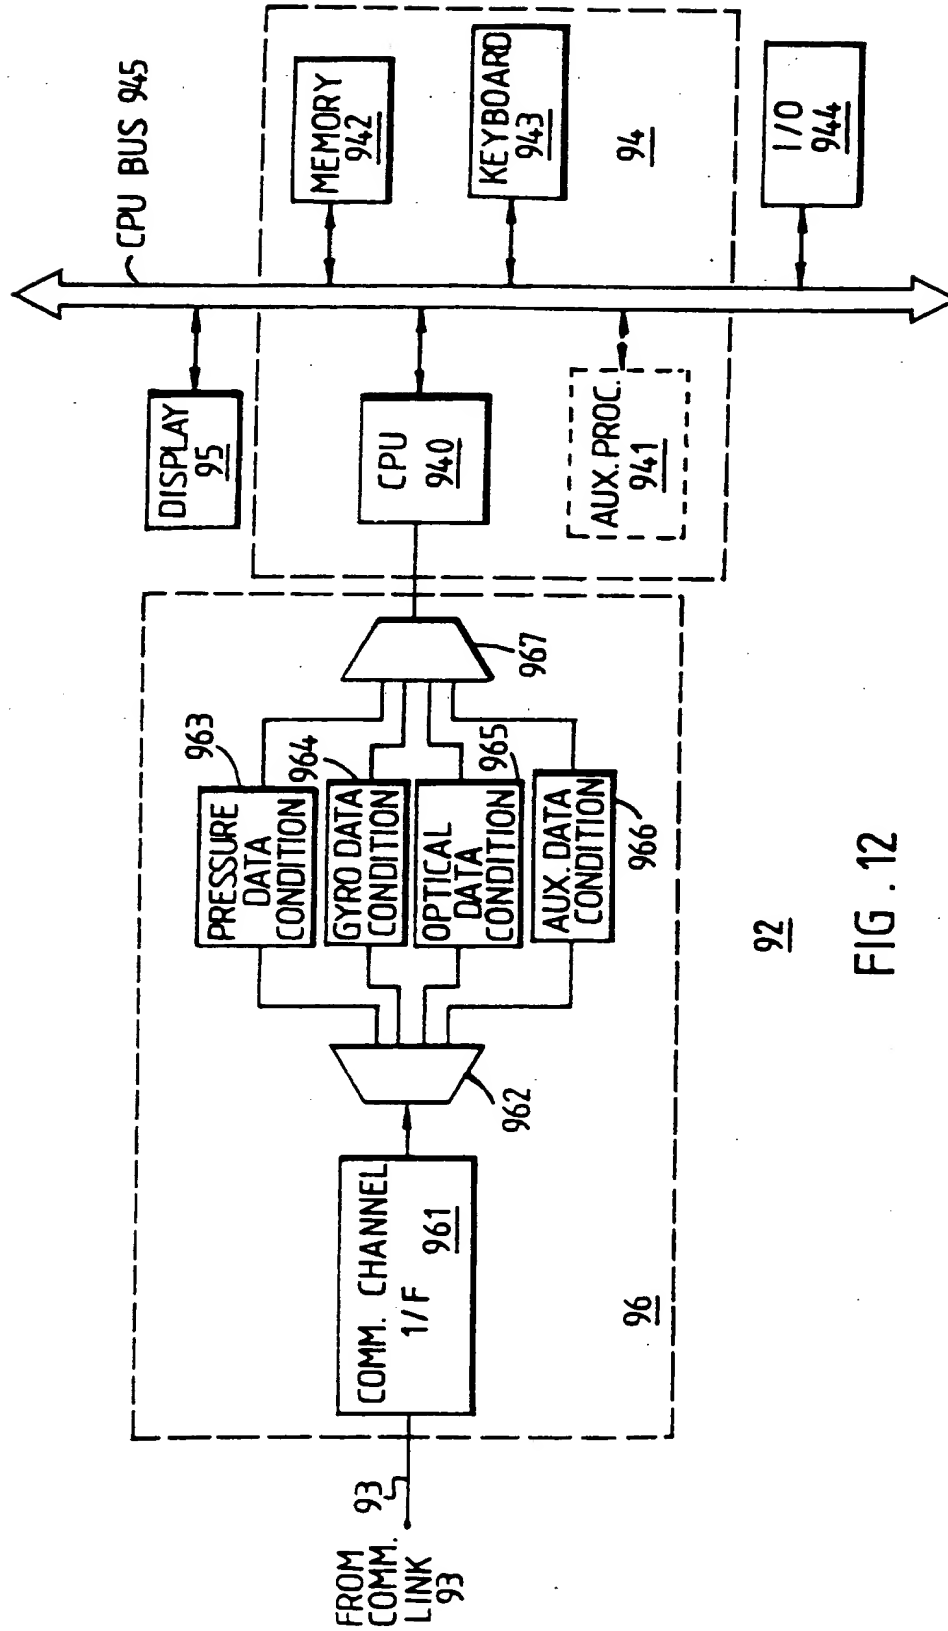 FROM
COMM.
LINK
93
93
COMM. CHANNEL
1/F
961
96
962
PRESSURE
DATA
CONDITION
963
GYRO DATA
CONDITION
964
OPTICAL
DATA
CONDITION
965
AUX. DATA
CONDITION
966
967
DISPLAY
95
CPU
940
AUX. PROC.
941
CPU BUS 945
MEMORY
942
KEYBOARD
943
94
I/O
944
92
FIG. 12